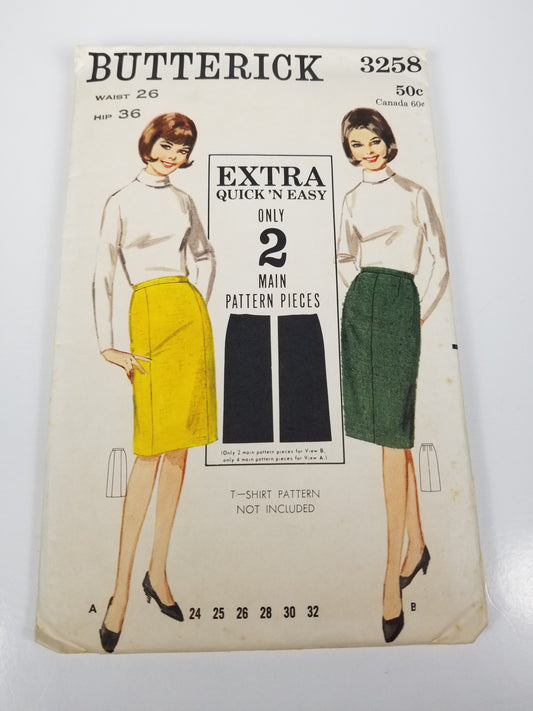 BUTTERICK 3258
WAIST 26
HIP 36
50c
Canada 60c
EXTRA
QUICK 'N EASY
ONLY
2
MAIN
PATTERN PIECES
(Only 2 main pattern pieces for View B,
only 4 main pattern pieces for View A.)
T-SHIRT PATTERN
NOT INCLUDED
A 24 25 26 28 30 32 B